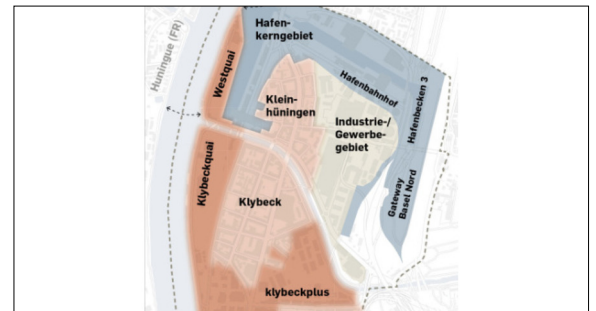 Hafen-
kerngebiet
Huningue (FR)
Westquai
Hafenbahnhof
Hafenbecken 3
Klein-
hüningen
Industrie-/
Gewerbe-
gebiet
Klybeckquai
Klybeck
Gateway
Basel Nord
klybeckplus